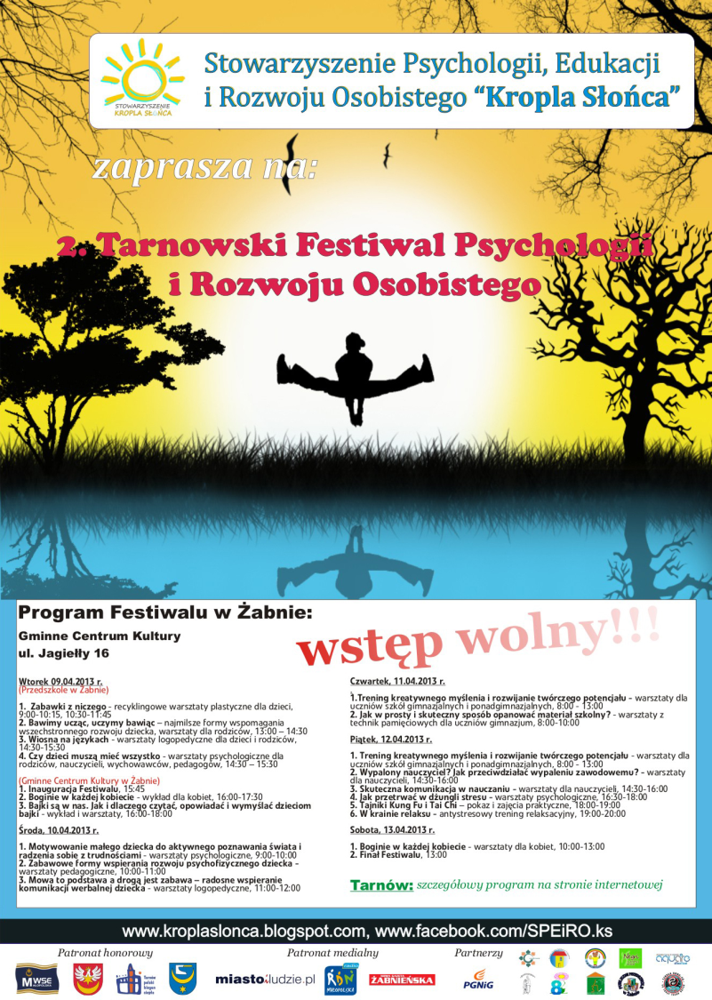 Stowarzyszenie Psychologii, Edukacji
i Rozwoju Osobistego “Kropla Słońca”
STOWARZYSZENIE
KROPLA SŁOŃCA
zaprasza na:
2. Tarnowski Festiwal Psychologii
i Rozwoju Osobistego
Program Festiwalu w Żabnie:
Gminne Centrum Kultury
ul. Jagiełły 16
wstęp wolny!!!
Wtorek 09.04.2013 r.
(Przedszkole w Żabnie)
1. Zabawki z niczego - recyklingowe warsztaty plastyczne dla dzieci,
9:00-10:15, 10:30-11:45
2. Bawimy ucząc, uczymy bawiąc – najmilsze formy wspomagania
wszechstronnego rozwoju dziecka, warsztaty dla rodziców, 13:00 – 14:30
3. Wiosna na językach - warsztaty logopedyczne dla dzieci i rodziców,
14:30-15:30
4. Czy dzieci muszą mieć wszystko - warsztaty psychologiczne dla
rodziców, nauczycieli, wychowawców, pedagogów, 14:30 – 15:30
(Gminne Centrum Kultury w Żabnie)
1. Inauguracja Festiwalu, 15:45
2. Boginie w każdej kobiecie - wykład dla kobiet, 16:00-17:30
3. Bajki są w nas. Jak i dlaczego czytać, opowiadać i wymyślać dzieciom
bajki - wykład i warsztaty, 16:00-18:00
Środa, 10.04.2013 r.
1. Motywowanie małego dziecka do aktywnego poznawania świata i
radzenia sobie z trudnościami - warsztaty psychologiczne, 9:00-10:00
2. Zabawowe formy wspierania rozwoju psychofizycznego dziecka -
warsztaty pedagogiczne, 10:00-11:00
3. Mowa to podstawa a drogą jest zabawa – radosne wspieranie
komunikacji werbalnej dziecka - warsztaty logopedyczne, 11:00-12:00
Czwartek, 11.04.2013 r.
1.Trening kreatywnego myślenia i rozwijanie twórczego potencjału - warsztaty dla
uczniów szkół gimnazjalnych i ponadgimnazjalnych, 8:00 - 13:00
2. Jak w prosty i skuteczny sposób opanować materiał szkolny? - warsztaty z
technik pamięciowych dla uczniów gimnazjum, 8:00-10:00
Piątek, 12.04.2013 r.
1. Trening kreatywnego myślenia i rozwijanie twórczego potencjału - warsztaty dla
uczniów szkół gimnazjalnych i ponadgimnazjalnych, 8:00 - 13:00
2. Wypalony nauczyciel? Jak przeciwdziałać wypaleniu zawodowemu? - warsztaty
dla nauczycieli, 14:30-16:00
3. Skuteczna komunikacja w nauczaniu - warsztaty dla nauczycieli, 14:30-16:00
4. Jak przetrwać w dżungli stresu - warsztaty psychologiczne, 16:30-18:00
5. Tajniki Kung Fu i Tai Chi – pokaz i zajęcia praktyczne, 18:00-19:00
6. W krainie relaksu - antystresowy trening relaksacyjny, 19:00-20:00
Sobota, 13.04.2013 r.
1. Boginie w każdej kobiecie - warsztaty dla kobiet, 10:00-13:00
2. Finał Festiwalu, 13:00
Tarnów: szczegółowy program na stronie internetowej
www.kroplaslonca.blogspot.com, www.facebook.com/SPEiRO.ks
Patronat honorowy
Patronat medialny
Partnerzy
MWSE
miasto ludzie.pl
RDN
MAŁOPOLSKA
ŻABNIEŃSKA
PGNiG